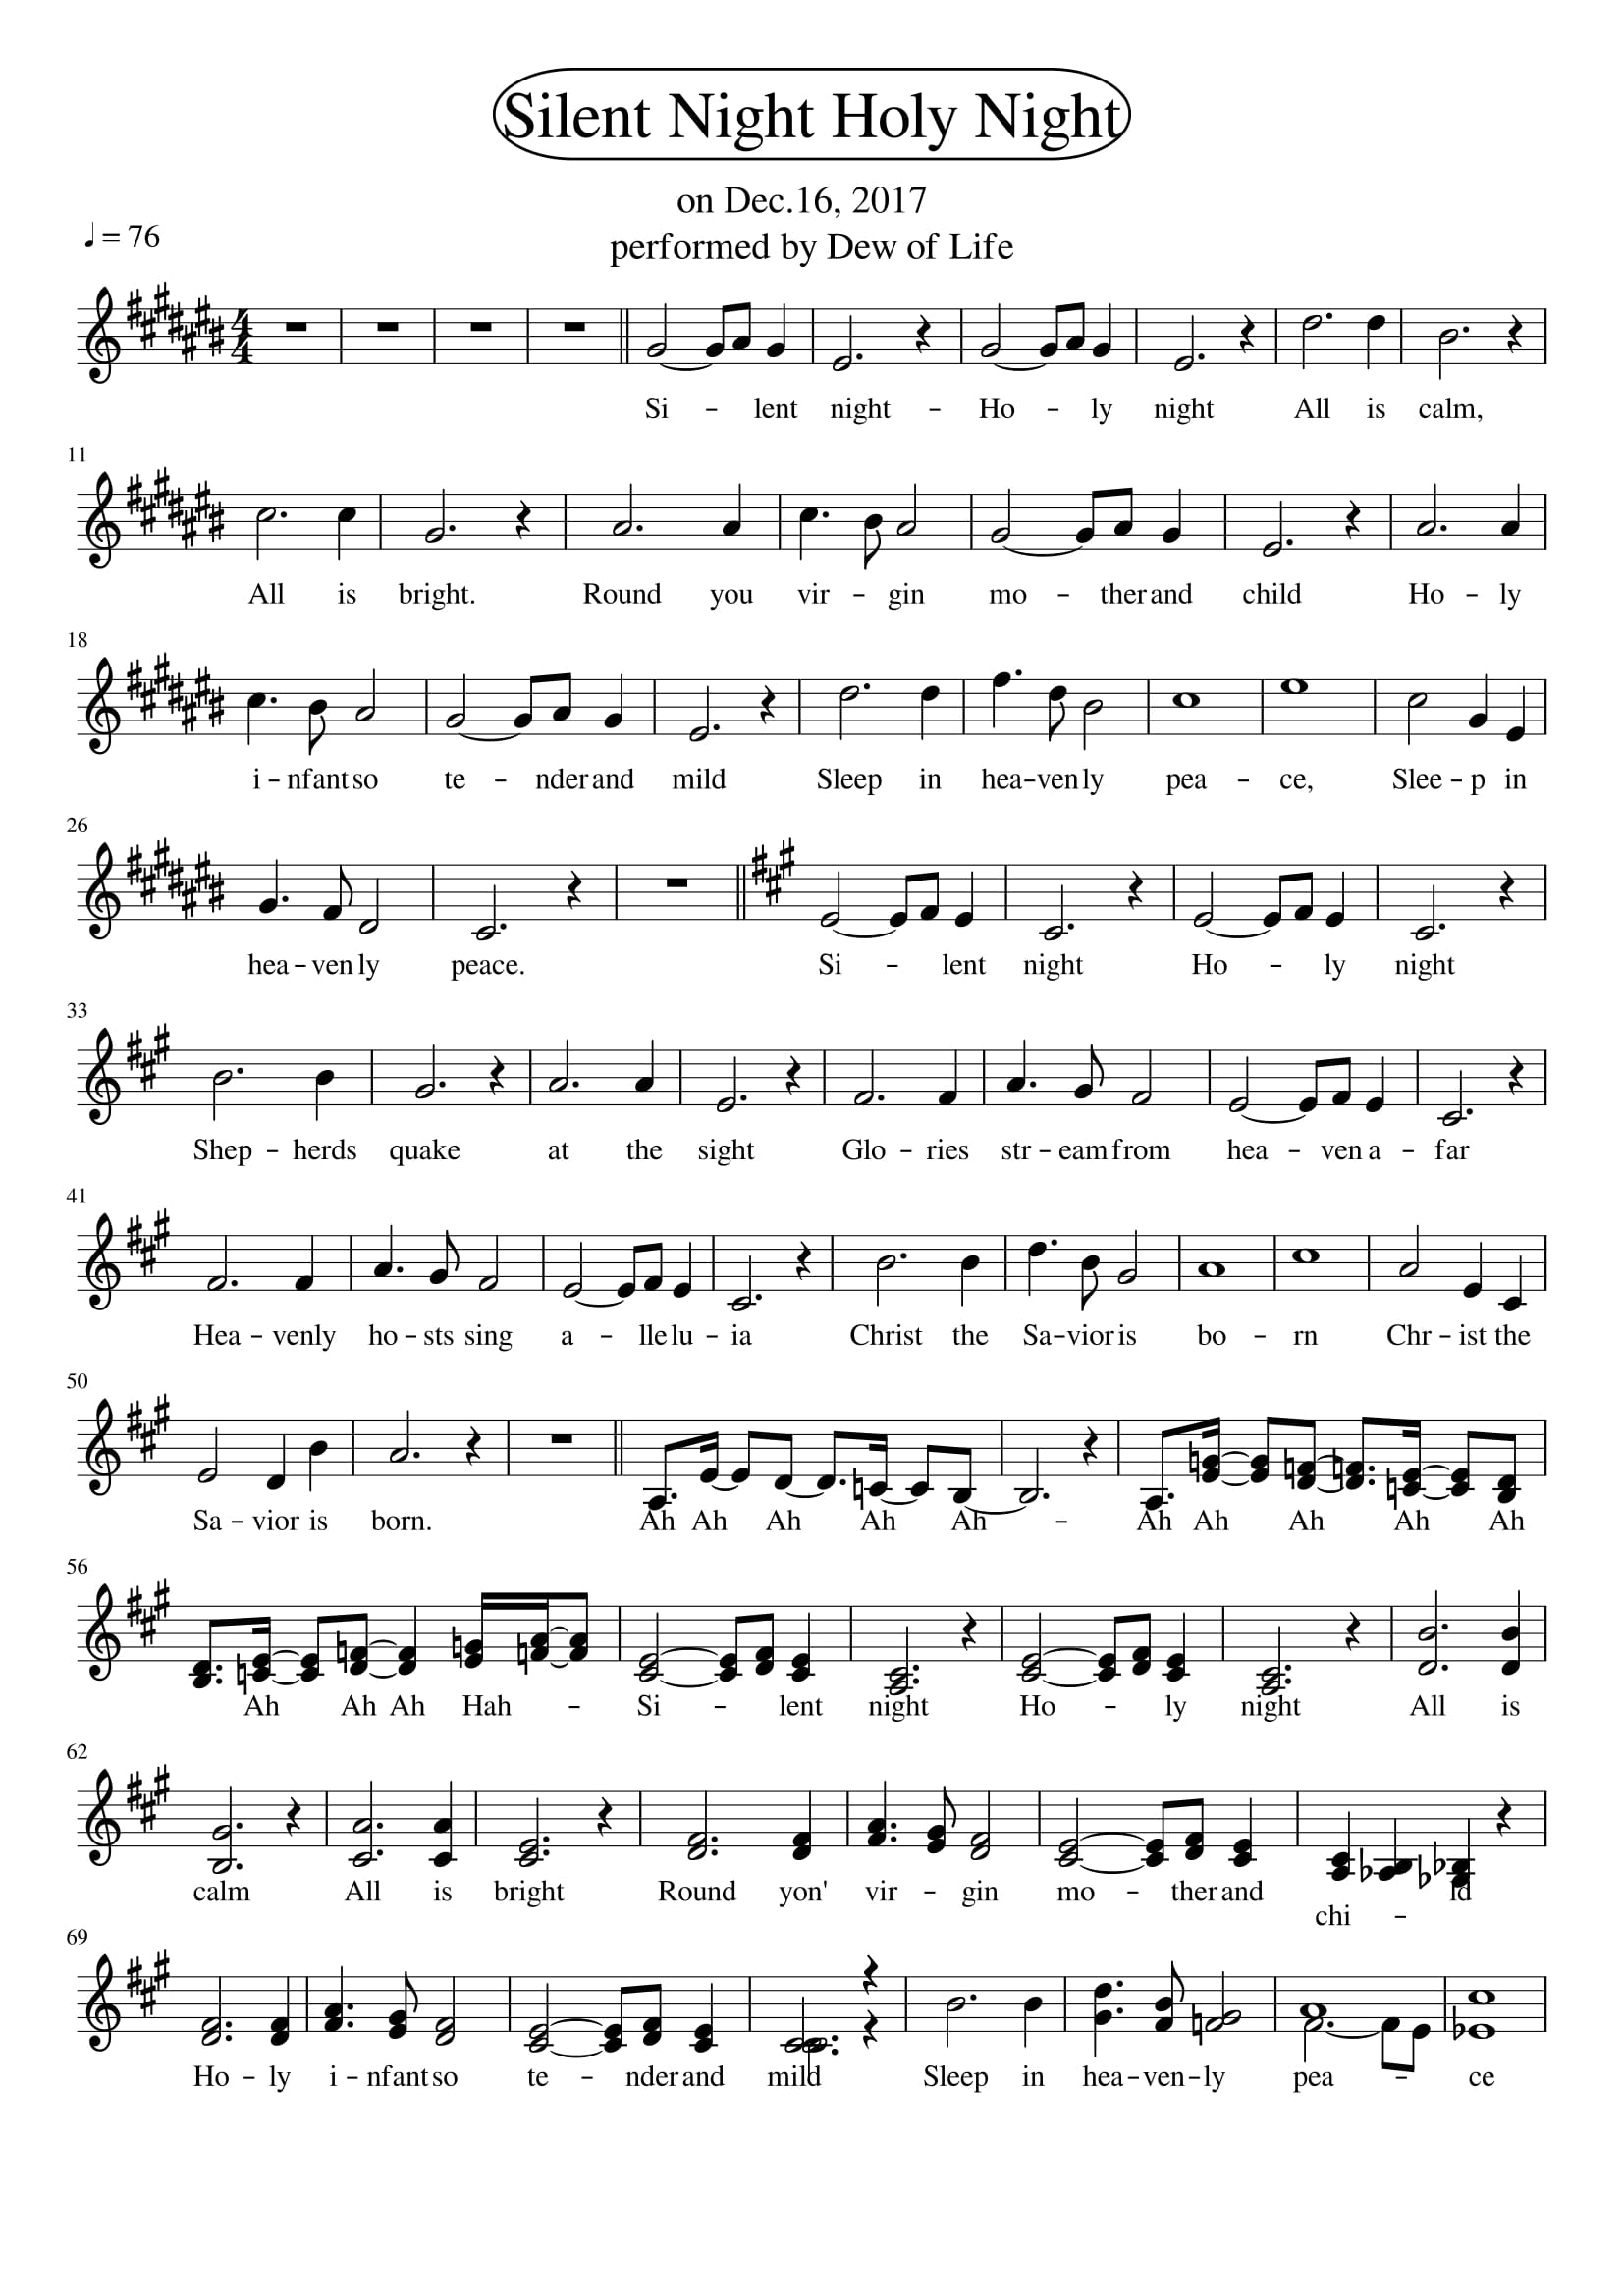 Silent Night Holy Night
on Dec.16, 2017
♩ = 76
performed by Dew of Life
4
4
Si - lent night - Ho - ly night All is calm,
11
All is bright. Round you vir - gin mo - ther and child Ho - ly
18
i - nfant so te - nder and mild Sleep in hea - ven ly pea - ce, Slee - p in
26
hea - ven ly peace. Si - lent night Ho - ly night
33
Shep - herds quake at the sight Glo - ries str - eam from hea - ven a - far
41
Hea - venly ho - sts sing a - lle lu - ia Christ the Sa - vior is bo - rn Chr - ist the
50
Sa - vior is born. Ah Ah Ah Ah Ah - Ah Ah Ah Ah Ah
56
Ah Ah Ah Hah - Si - lent night Ho - ly night All is
62
calm All is bright Round yon' vir - gin mo - ther and ld
chi -
69
Ho - ly i - nfant so te - nder and mild Sleep in hea - ven - ly pea - ce